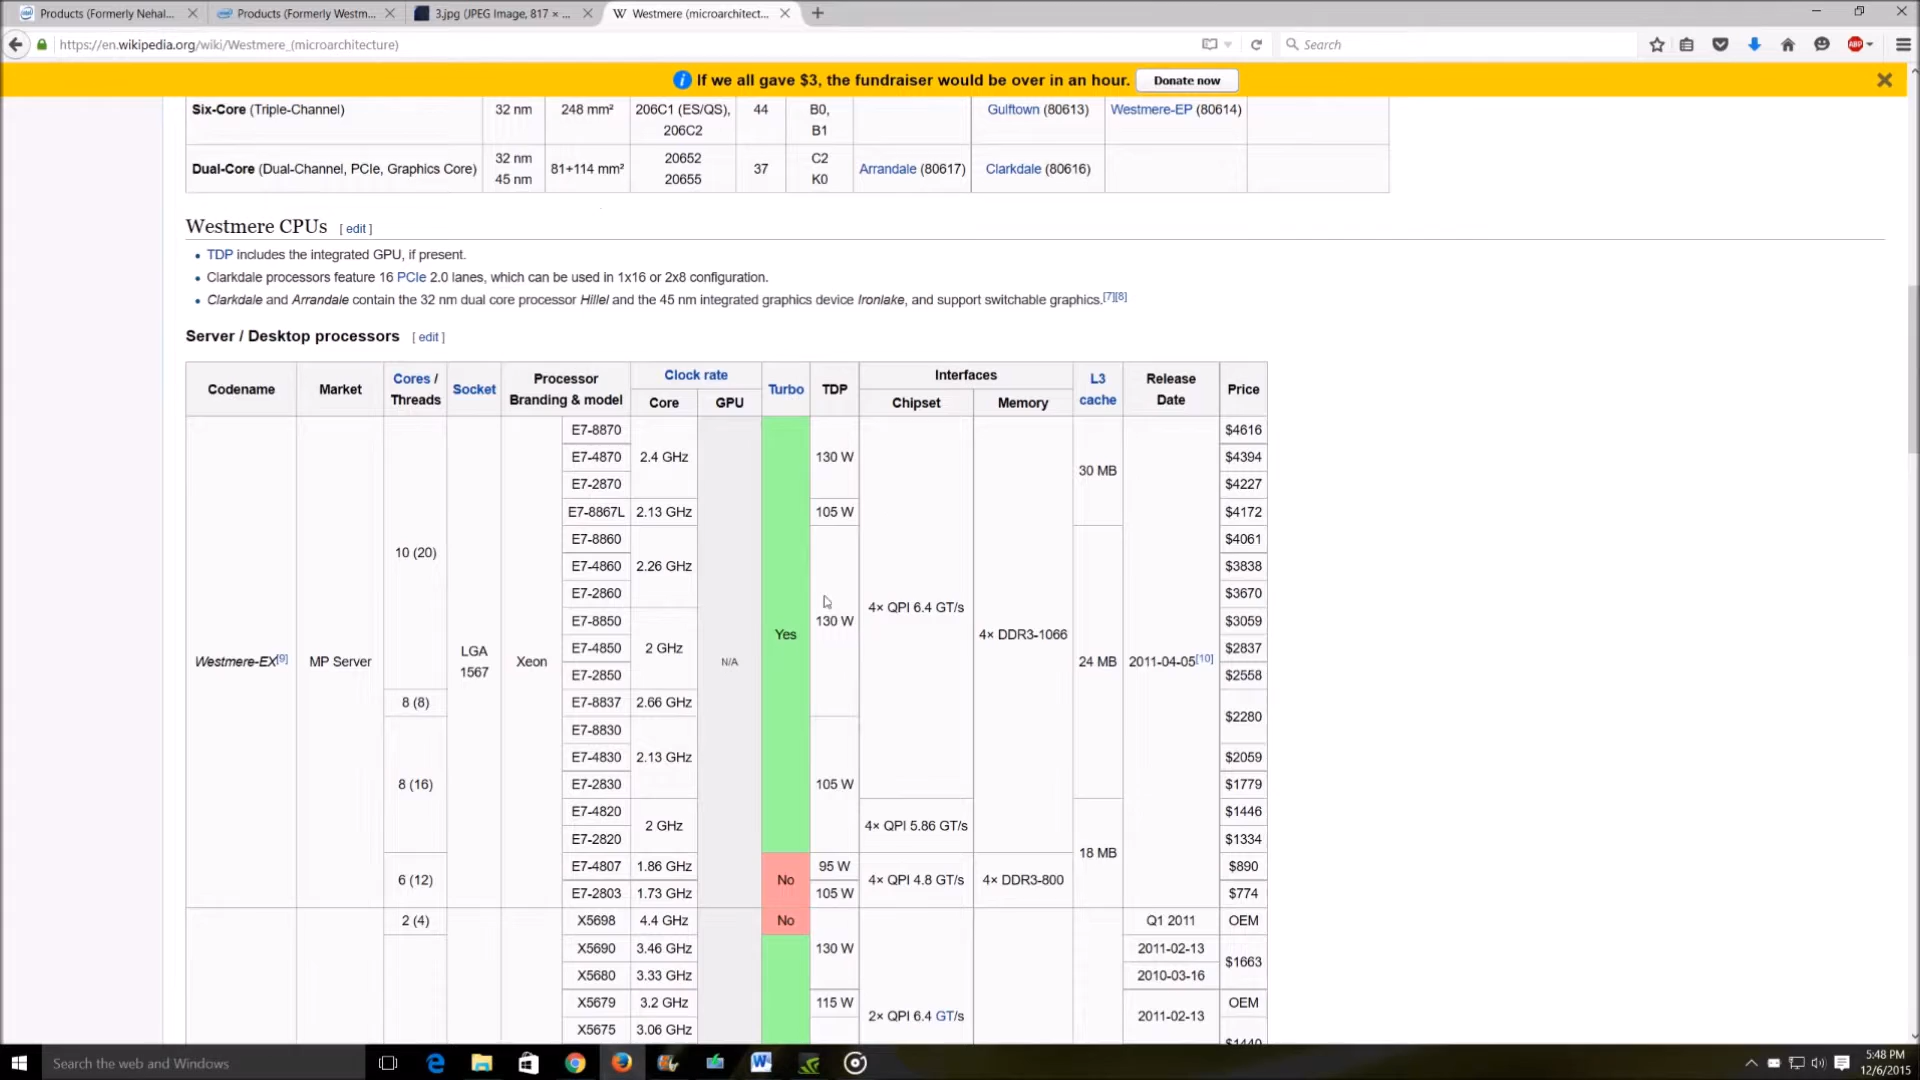 Products (Formerly Nehal...
Products (Formerly Westm...
3.jpg (JPEG Image, 817 × ...
W Westmere (microarchitect...
https://en.wikipedia.org/wiki/Westmere_(microarchitecture)
Search
ABP
If we all gave $3, the fundraiser would be over in an hour. Donate now
Six-Core (Triple-Channel) 32 nm 248 mm² 206C1 (ES/QS), 206C2 44 B0, B1 Gulftown (80613) Westmere-EP (80614)
Dual-Core (Dual-Channel, PCIe, Graphics Core) 32 nm 45 nm 81+114 mm² 20652 20655 37 C2 K0 Arrandale (80617) Clarkdale (80616)
Westmere CPUs [ edit ]
• TDP includes the integrated GPU, if present.
• Clarkdale processors feature 16 PCIe 2.0 lanes, which can be used in 1x16 or 2x8 configuration.
• Clarkdale and Arrandale contain the 32 nm dual core processor Hillel and the 45 nm integrated graphics device Ironlake, and support switchable graphics.[7][8]
Server / Desktop processors [ edit ]
Codename Market Cores / Threads Socket Processor Branding & model Clock rate Turbo TDP Interfaces L3 cache Release Date Price
Core GPU Chipset Memory
E7-8870 $4616
E7-4870 2.4 GHz 130 W $4394
30 MB
E7-2870 $4227
E7-8867L 2.13 GHz 105 W $4172
E7-8860 $4061
10 (20)
E7-4860 2.26 GHz $3838
E7-2860 $3670
4× QPI 6.4 GT/s
E7-8850 130 W $3059
Yes 4× DDR3-1066
E7-4850 2 GHz $2837
Westmere-EX[9] MP Server LGA 1567 Xeon N/A 24 MB 2011-04-05[10]
E7-2850 $2558
8 (8) E7-8837 2.66 GHz
$2280
E7-8830
E7-4830 2.13 GHz $2059
8 (16) E7-2830 105 W $1779
E7-4820 $1446
2 GHz 4× QPI 5.86 GT/s
E7-2820 $1334
18 MB
E7-4807 1.86 GHz 95 W $890
6 (12) No 4× QPI 4.8 GT/s 4× DDR3-800
E7-2803 1.73 GHz 105 W $774
2 (4) X5698 4.4 GHz No Q1 2011 OEM
X5690 3.46 GHz 130 W 2011-02-13
$1663
X5680 3.33 GHz 2010-03-16
X5679 3.2 GHz 115 W OEM
2× QPI 6.4 GT/s 2011-02-13
X5675 3.06 GHz
$1440
Search the web and Windows
5:48 PM
12/6/2015